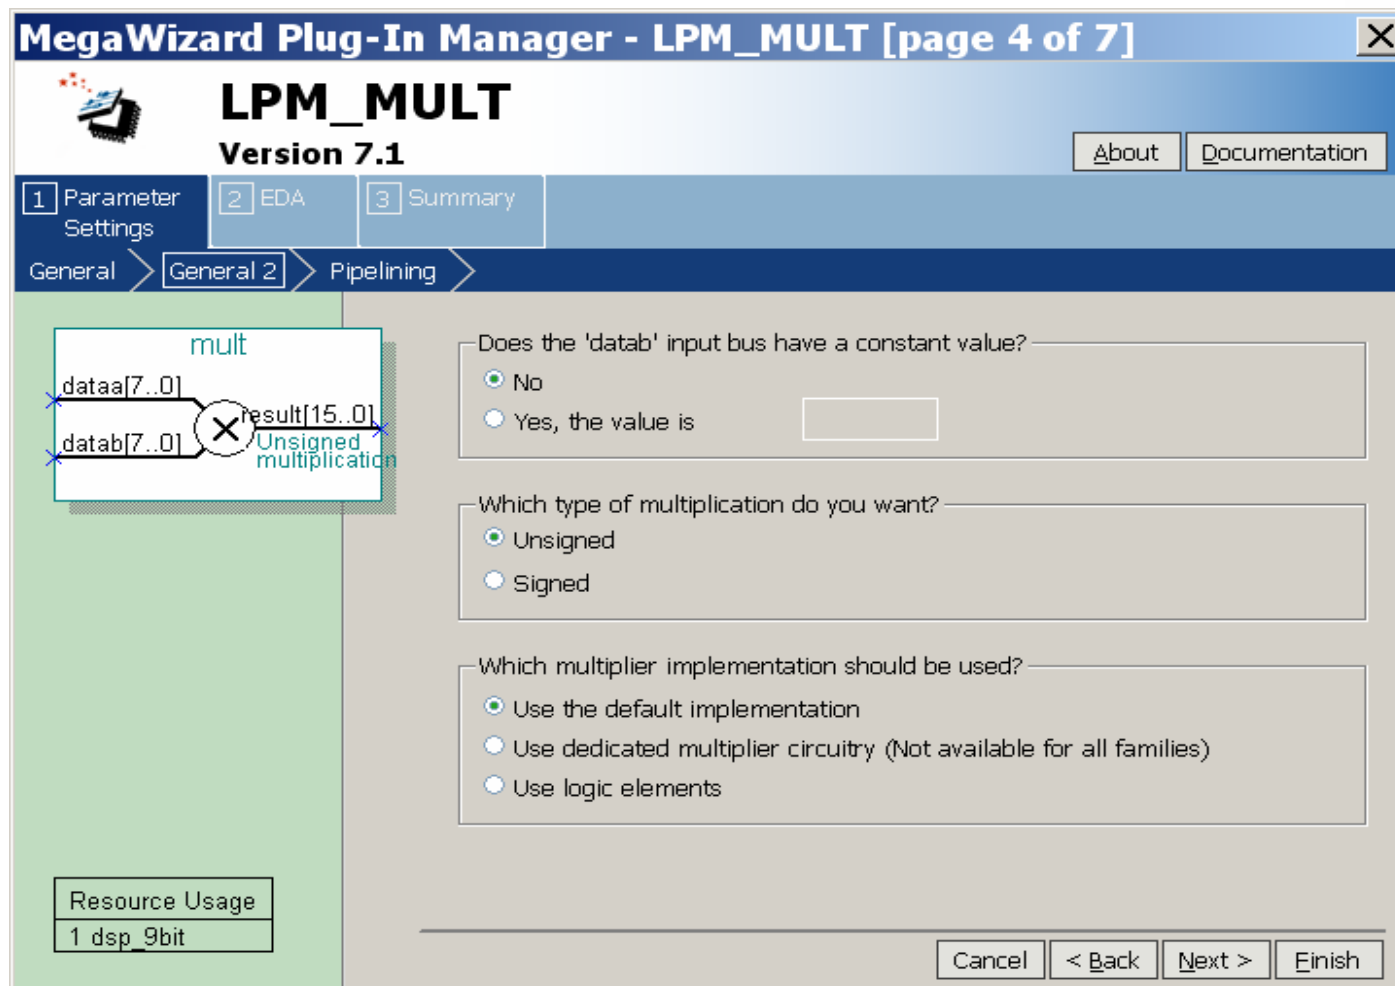 MegaWizard Plug-In Manager - LPM_MULT [page 4 of 7]
LPM_MULT
Version 7.1
About
Documentation
1 Parameter Settings
2 EDA
3 Summary
General
General 2
Pipelining
mult
dataa[7..0]
result[15..0]
datab[7..0]
Unsigned
multiplication
Does the 'datab' input bus have a constant value?
No
Yes, the value is
Which type of multiplication do you want?
Unsigned
Signed
Which multiplier implementation should be used?
Use the default implementation
Use dedicated multiplier circuitry (Not available for all families)
Use logic elements
Resource Usage
1 dsp_9bit
Cancel
< Back
Next >
Finish